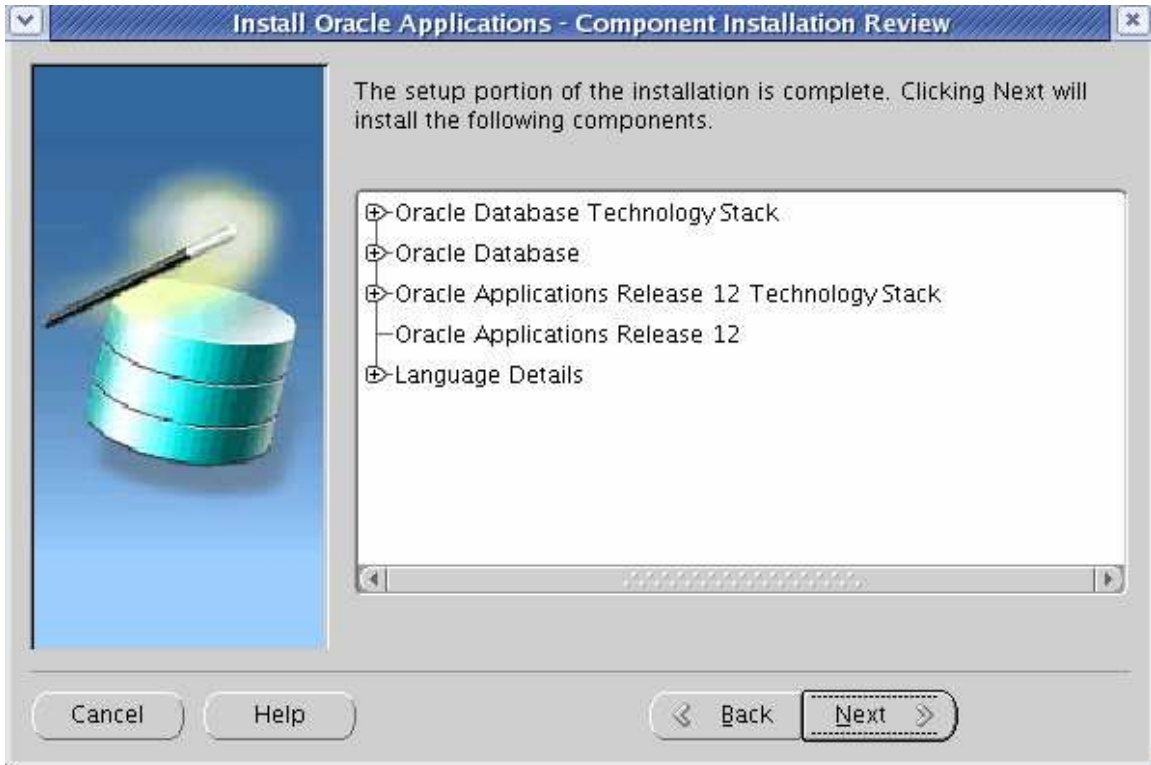 Install Oracle Applications - Component Installation Review
The setup portion of the installation is complete. Clicking Next will
install the following components.
Oracle Database Technology Stack
Oracle Database
Oracle Applications Release 12 Technology Stack
Oracle Applications Release 12
Language Details
Cancel
Help
Back
Next